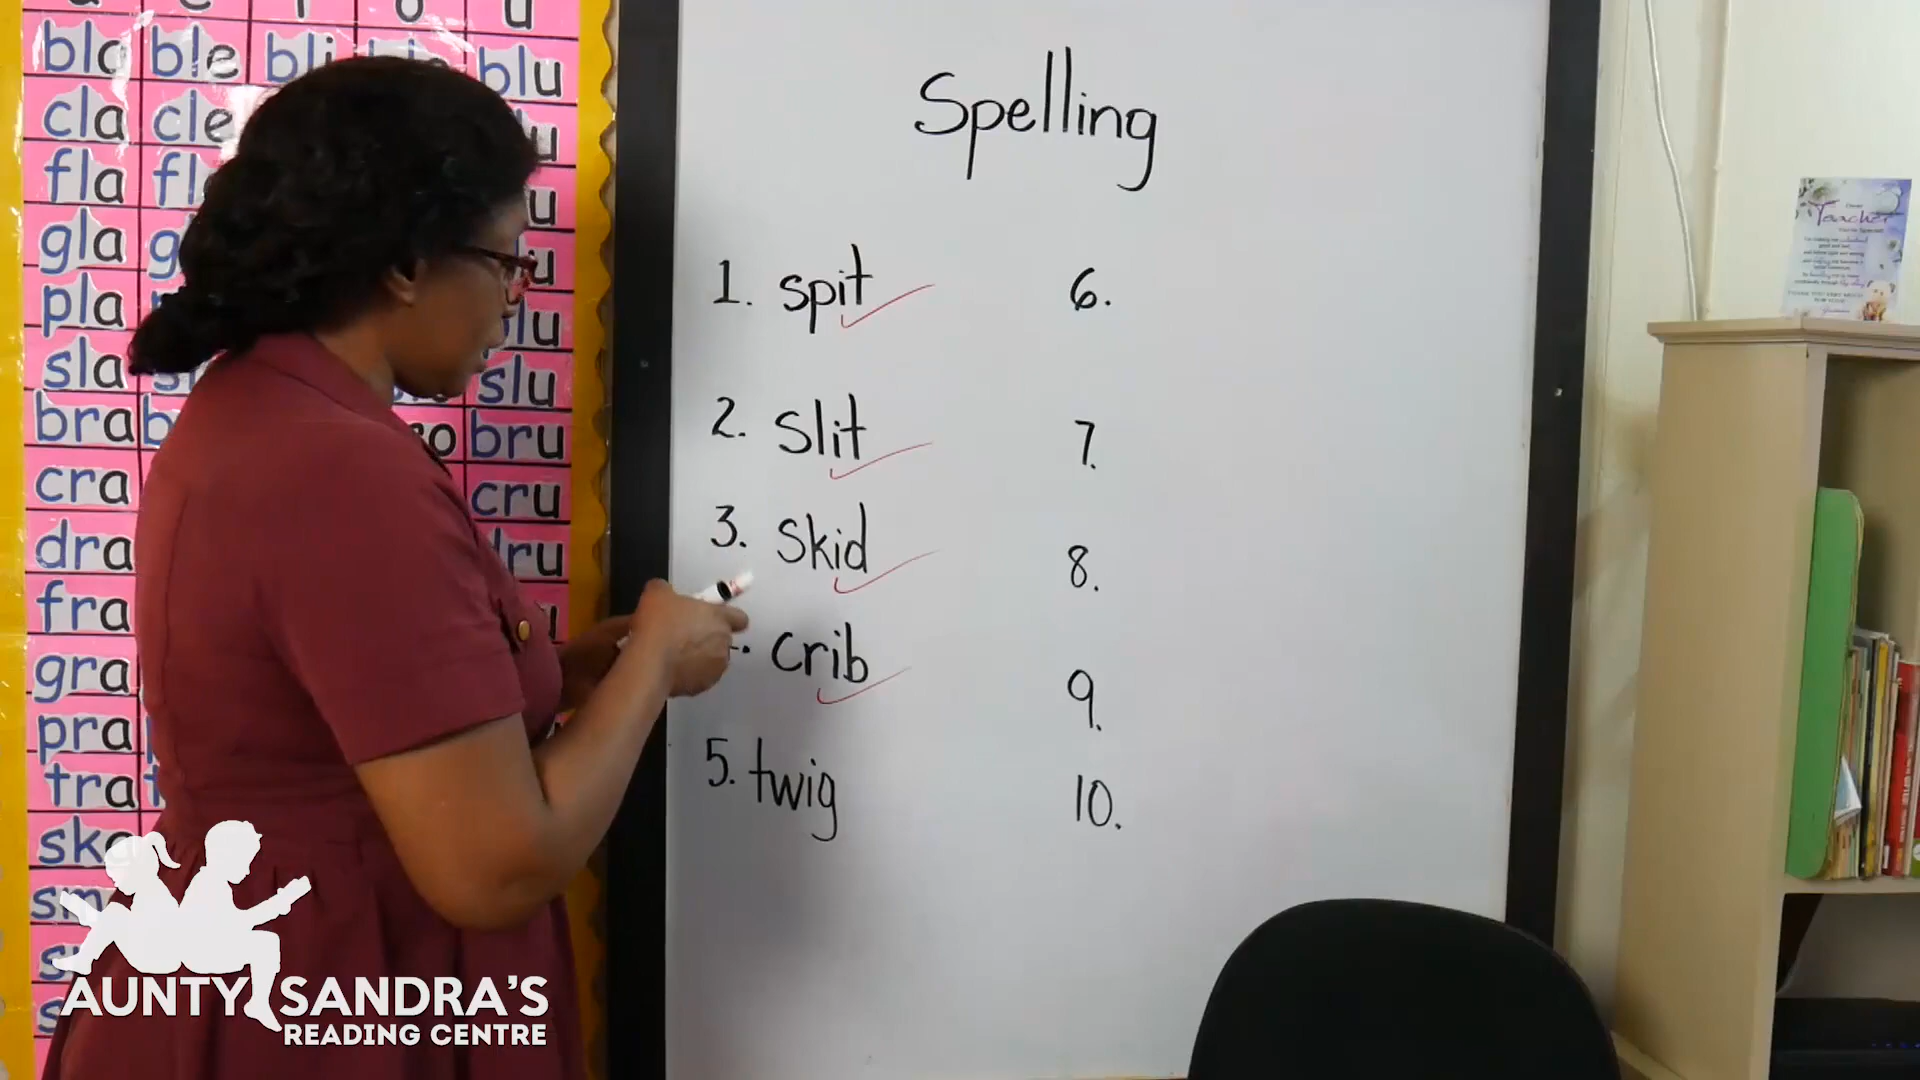 a e i o u
bla ble bli blu
cla cle
fla
gla
pla
sla slu
bra bru
cra cru
dra dru
fra
gra
pra
tra
Spelling
1. spit
2. slit
3. skid
crib
5. twig
6.
7.
8.
9.
10.
Teacher
AUNTY SANDRA'S
READING CENTRE